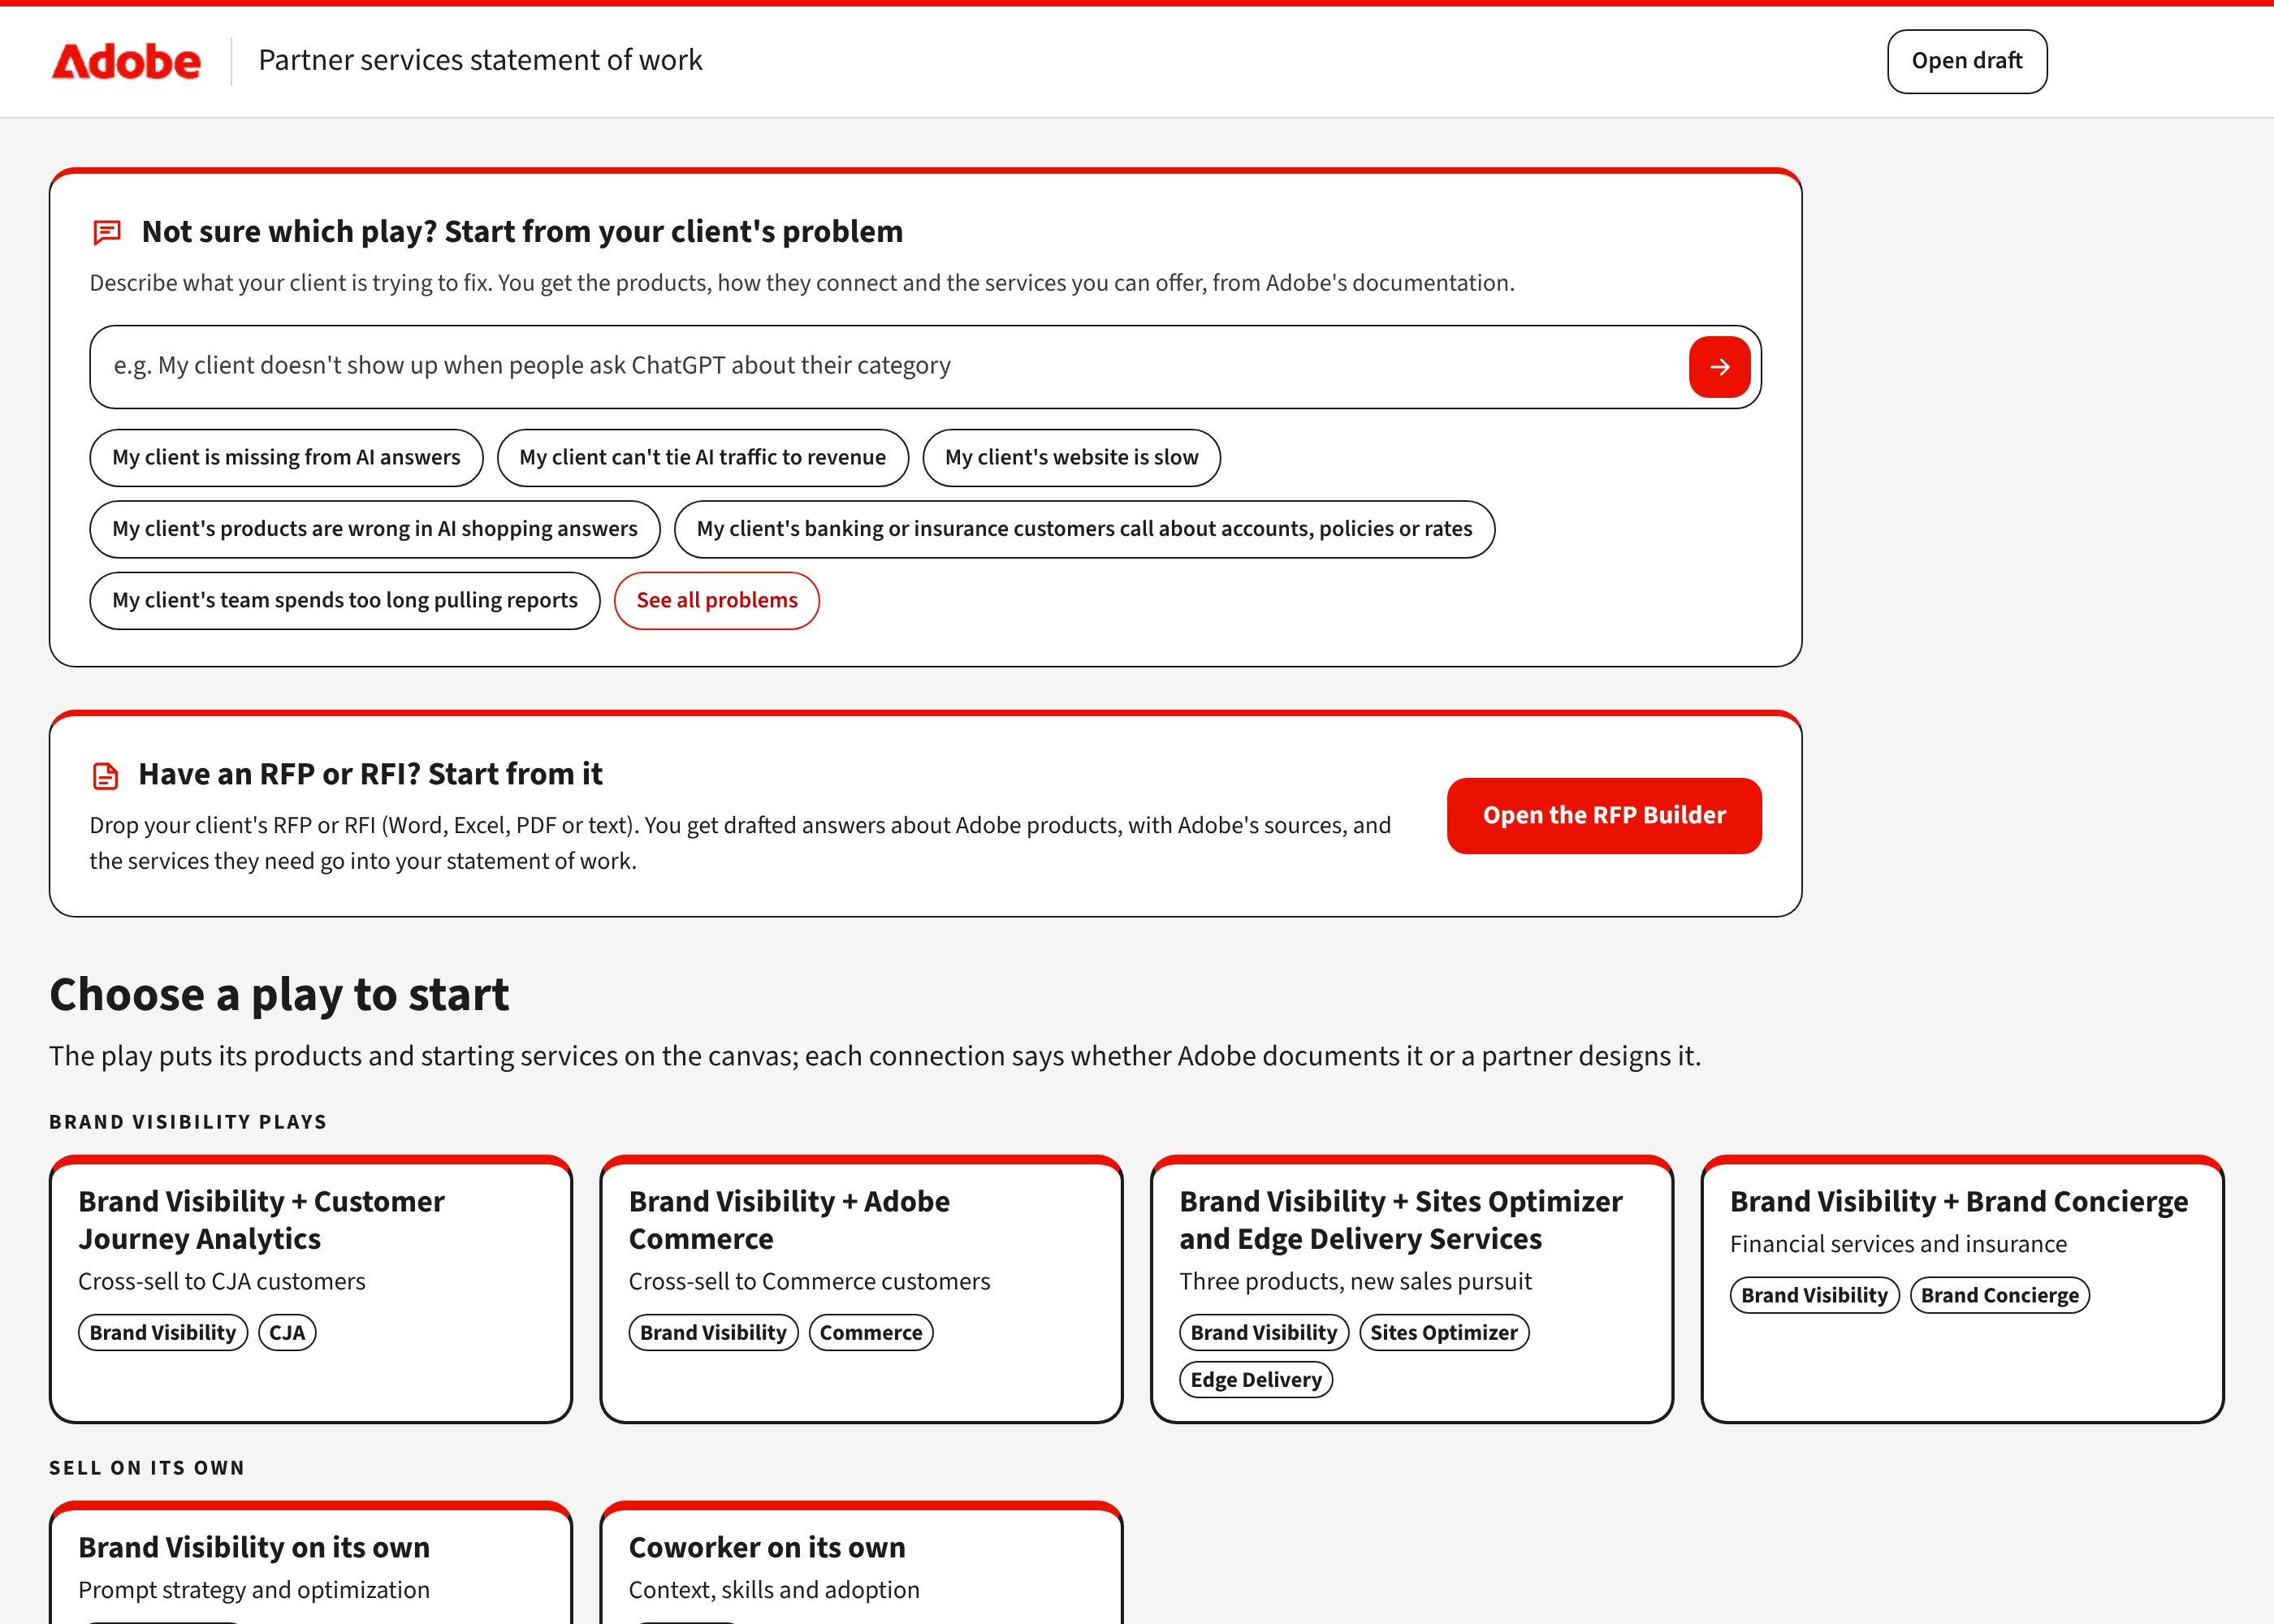 Adobe
Partner services statement of work
Open draft
Not sure which play? Start from your client's problem
Describe what your client is trying to fix. You get the products, how they connect and the services you can offer, from Adobe's documentation.
e.g. My client doesn't show up when people ask ChatGPT about their category
My client is missing from AI answers
My client can't tie AI traffic to revenue
My client's website is slow
My client's products are wrong in AI shopping answers
My client's banking or insurance customers call about accounts, policies or rates
My client's team spends too long pulling reports
See all problems
Have an RFP or RFI? Start from it
Drop your client's RFP or RFI (Word, Excel, PDF or text). You get drafted answers about Adobe products, with Adobe's sources, and
the services they need go into your statement of work.
Open the RFP Builder
Choose a play to start
The play puts its products and starting services on the canvas; each connection says whether Adobe documents it or a partner designs it.
BRAND VISIBILITY PLAYS
Brand Visibility + Customer
Journey Analytics
Cross-sell to CJA customers
Brand Visibility
CJA
Brand Visibility + Adobe
Commerce
Cross-sell to Commerce customers
Brand Visibility
Commerce
Brand Visibility + Sites Optimizer
and Edge Delivery Services
Three products, new sales pursuit
Brand Visibility
Sites Optimizer
Edge Delivery
Brand Visibility + Brand Concierge
Financial services and insurance
Brand Visibility
Brand Concierge
SELL ON ITS OWN
Brand Visibility on its own
Prompt strategy and optimization
Coworker on its own
Context, skills and adoption